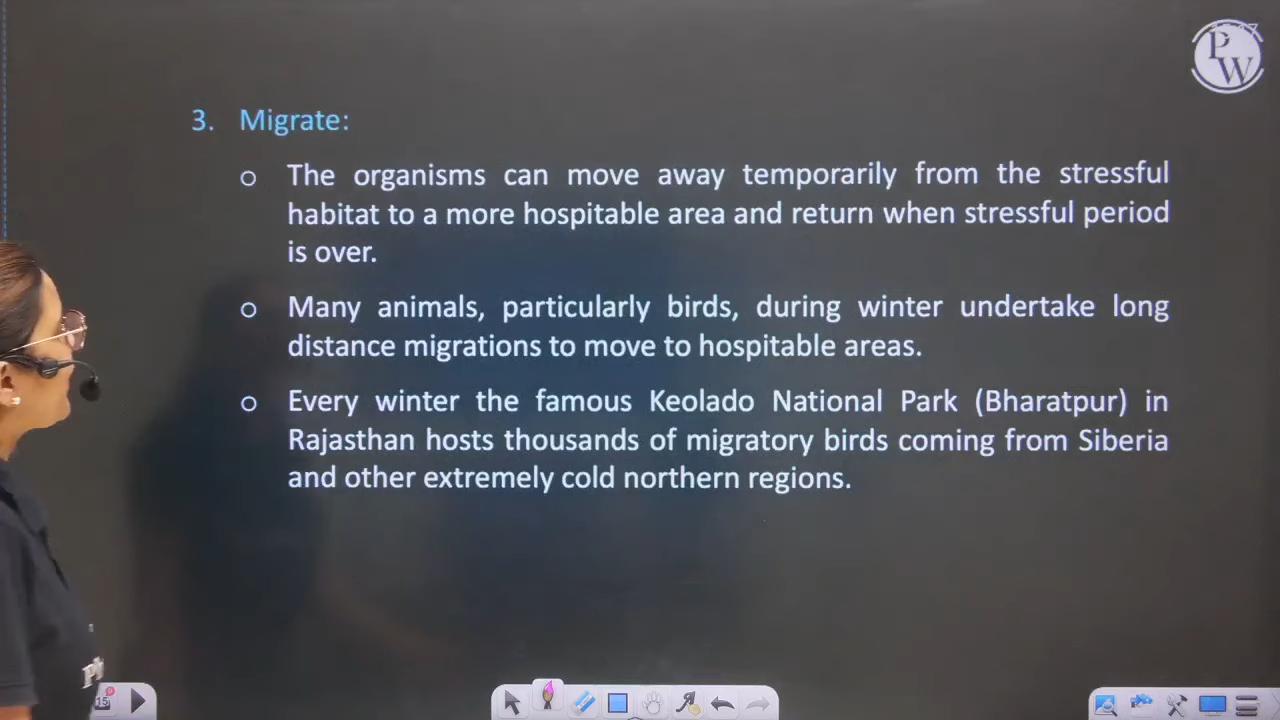 PW
3. Migrate:
o The organisms can move away temporarily from the stressful
habitat to a more hospitable area and return when stressful period
is over.
o Many animals, particularly birds, during winter undertake long
distance migrations to move to hospitable areas.
o Every winter the famous Keolado National Park (Bharatpur) in
Rajasthan hosts thousands of migratory birds coming from Siberia
and other extremely cold northern regions.
15